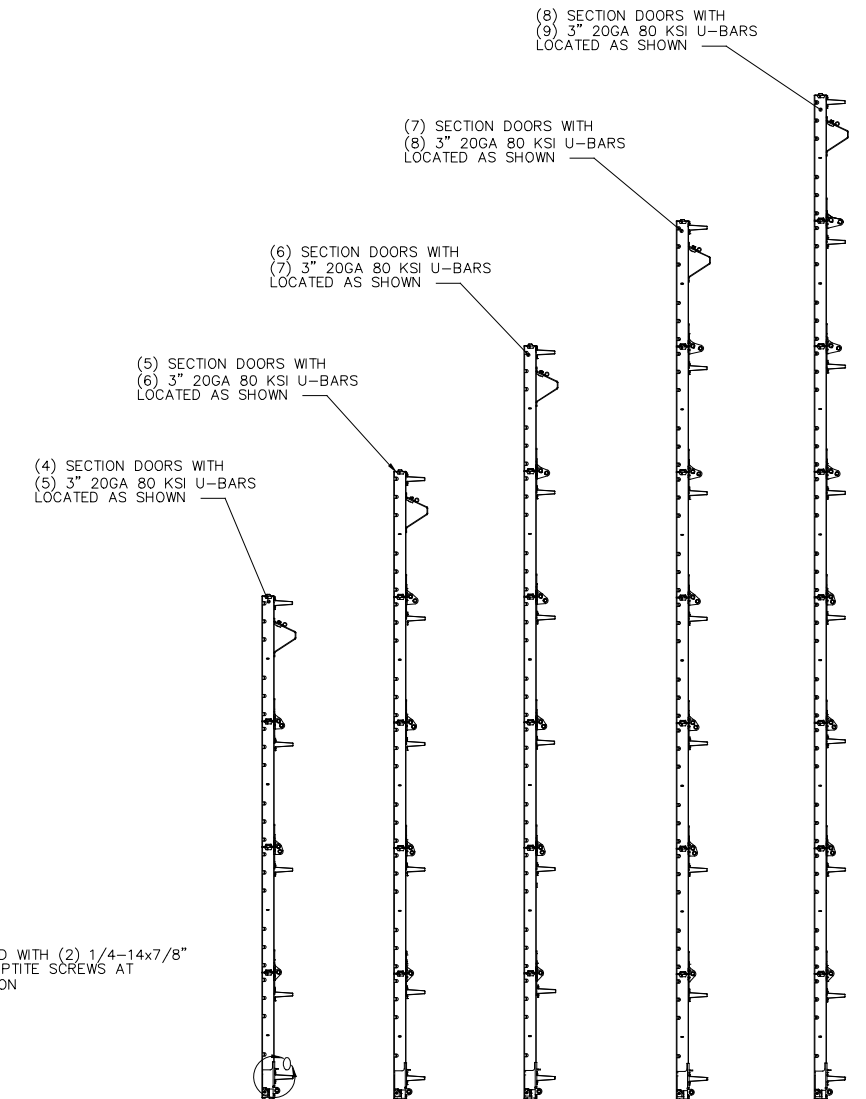 (8) SECTION DOORS WITH
(9) 3" 20GA 80 KSI U-BARS
LOCATED AS SHOWN
(7) SECTION DOORS WITH
(8) 3" 20GA 80 KSI U-BARS
LOCATED AS SHOWN
(6) SECTION DOORS WITH
(7) 3" 20GA 80 KSI U-BARS
LOCATED AS SHOWN
(5) SECTION DOORS WITH
(6) 3" 20GA 80 KSI U-BARS
LOCATED AS SHOWN
(4) SECTION DOORS WITH
(5) 3" 20GA 80 KSI U-BARS
LOCATED AS SHOWN
WITH (2) 1/4-14x7/8"
SCREWS AT